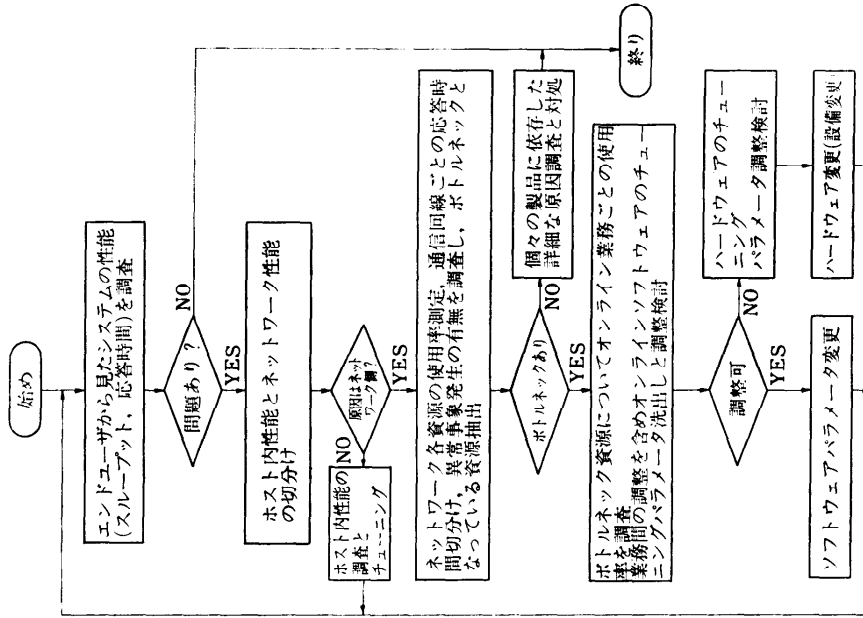 始め
エンドユーザから見たシステムの性能
(スループット, 応答時間)を調査
問題あり?
NO
YES
ホスト内性能とネットワーク性能
の切分け
原因はネット
ワーク側?
NO
YES
ホスト内性能の
調査と
チューニング
ネットワーク各資源の使用率測定, 通信回線ごとの応答時
間切分け, 異常事象発生の有無を調査し, ボトルネックと
なっている資源抽出
ボトルネックあり
NO
YES
個々の製品に依存した
詳細な原因調査と対処
終り
ボトルネック資源についてオンライン業務ごとの使用
率を調査
業務間の調整を含めオンラインソフトウェアのチュー
ニングパラメータ洗出しと調整検討
調整可
NO
YES
ハードウェアのチュー
ニング
パラメータ調整検討
ソフトウェアパラメータ変更
ハードウェア変更(設備変更)